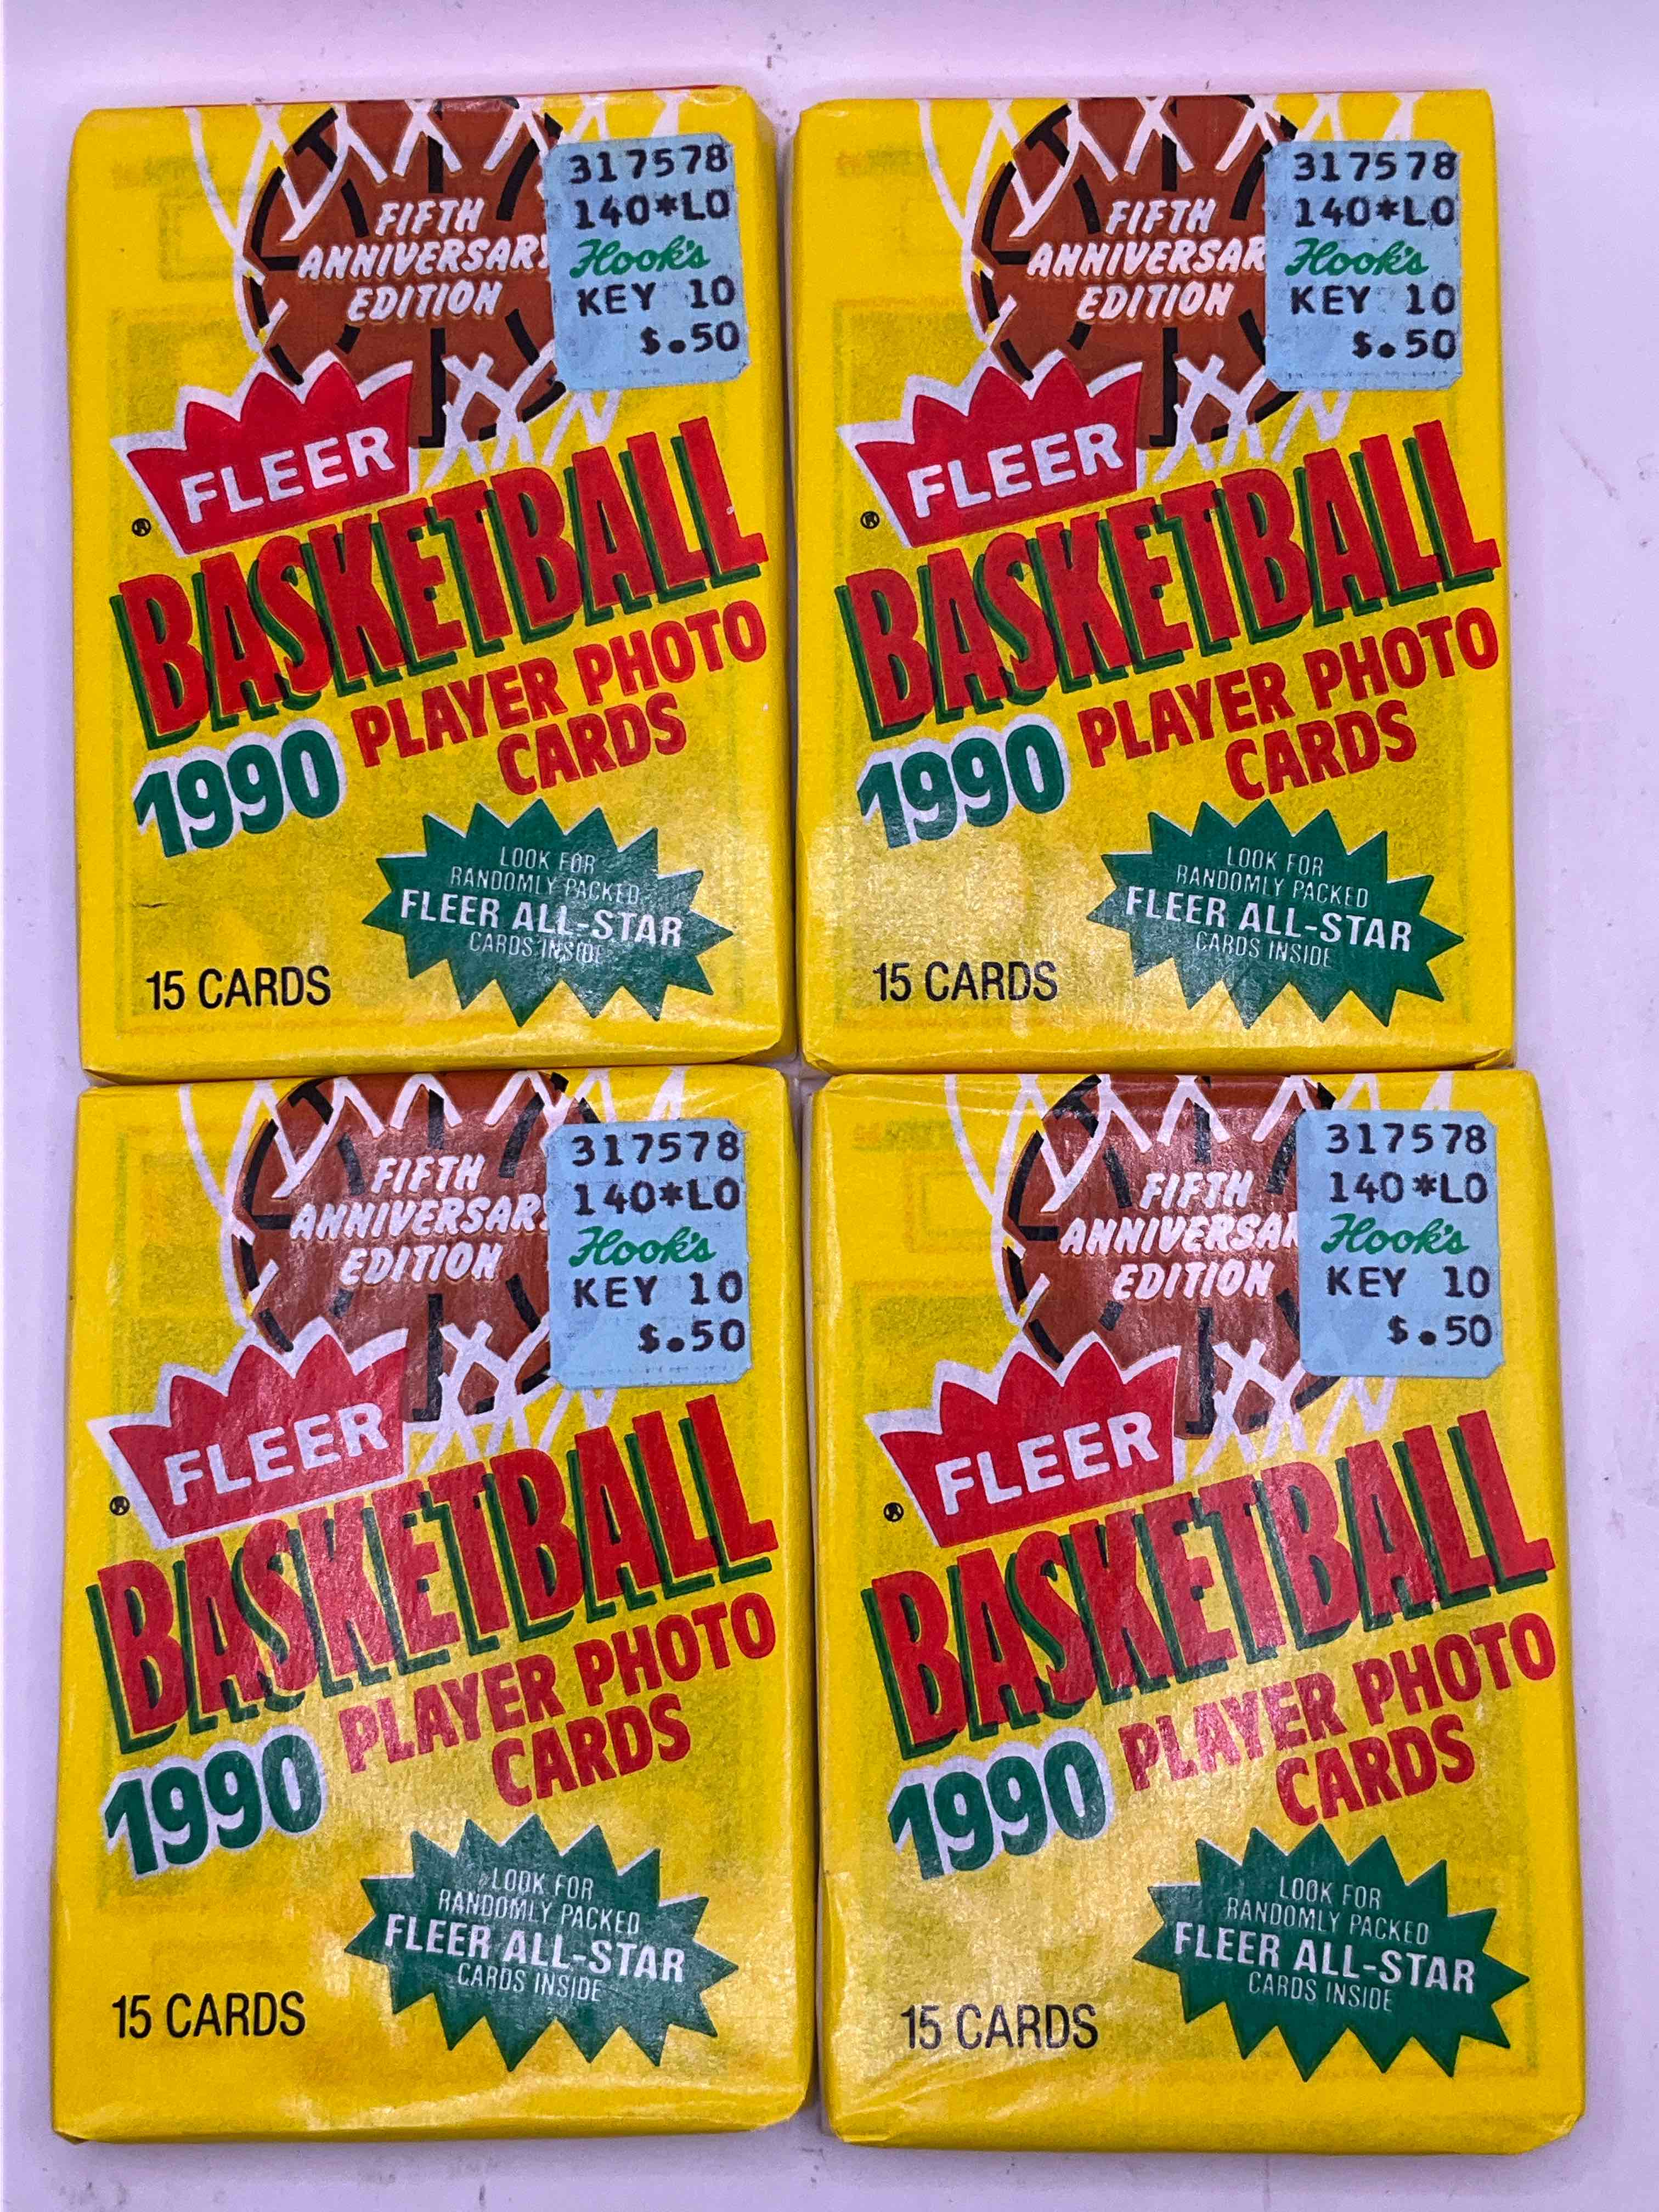 FIFTH
ANNIVERSARY
EDITION
317578
140*LO
Hook's
KEY 10
$.50
FLEER
®
BASKETBALL
PLAYER PHOTO
CARDS
1990
LOOK FOR
RANDOMLY PACKED
FLEER ALL-STAR
CARDS INSIDE
15 CARDS
FIFTH
ANNIVERSAR
EDITION
317578
140*LO
Hook's
KEY 10
$.50
FLEER
®
BASKETBALL
PLAYER PHOTO
CARDS
1990
LOOK FOR
RANDOMLY PACKED
FLEER ALL-STAR
CARDS INSIDE
15 CARDS
FIFTH
ANNIVERSAR
EDITION
317578
140*LO
Hook's
KEY 10
$.50
FLEER
®
BASKETBALL
PLAYER PHOTO
CARDS
1990
LOOK FOR
RANDOMLY PACKED
FLEER ALL-STAR
CARDS INSIDE
15 CARDS
FIFTH
ANNIVERSAR
EDITION
317578
140*LO
Hook's
KEY 10
$.50
FLEER
®
BASKETBALL
PLAYER PHOTO
CARDS
1990
LOOK FOR
RANDOMLY PACKED
FLEER ALL-STAR
CARDS INSIDE
15 CARDS